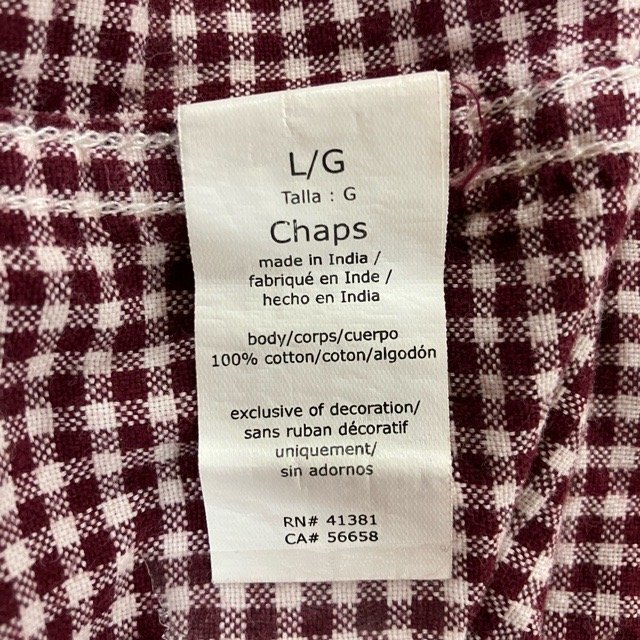 L/G
Talla : G
Chaps
made in India /
fabriqué en Inde /
hecho en India
body/corps/cuerpo
100% cotton/coton/algodón
exclusive of decoration/
sans ruban décoratif
uniquement/
sin adornos
RN# 41381
CA# 56658